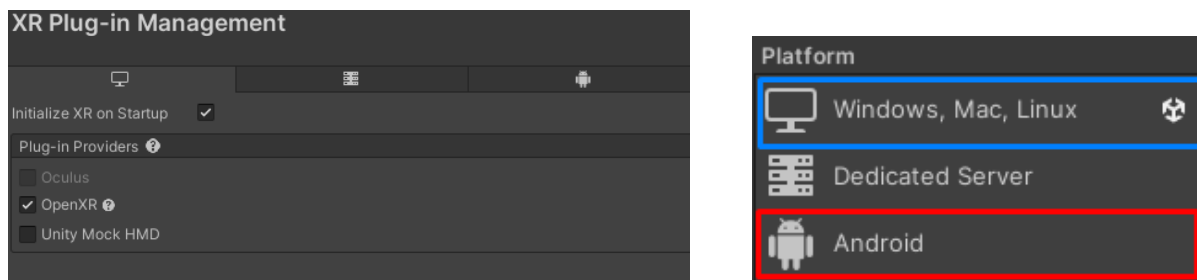 XR Plug-in Management
Initialize XR on Startup
Plug-in Providers
Oculus
OpenXR
Unity Mock HMD
Platform
Windows, Mac, Linux
Dedicated Server
Android